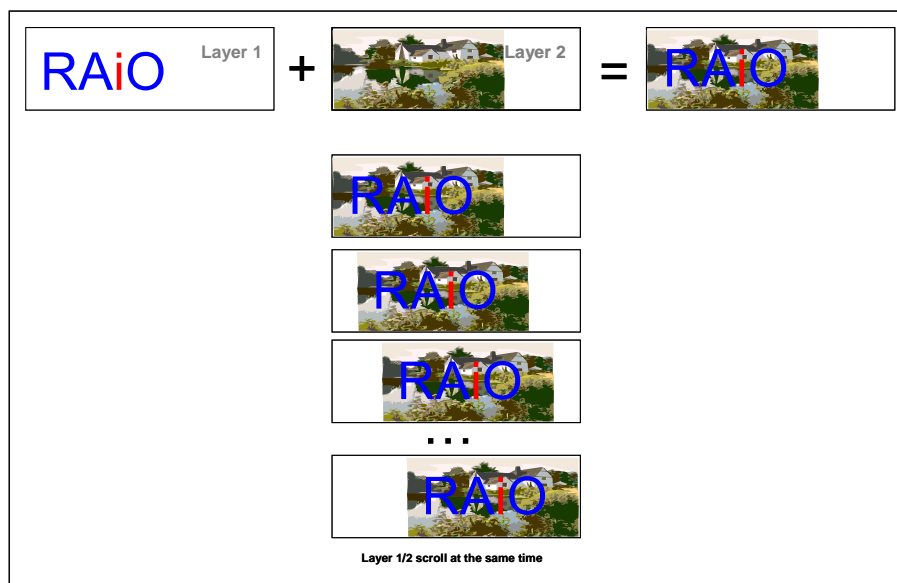 RAiO Layer 1 + Layer 2 = RAiO
RAiO
RAiO
RAiO
...
RAiO
Layer 1/2 scroll at the same time